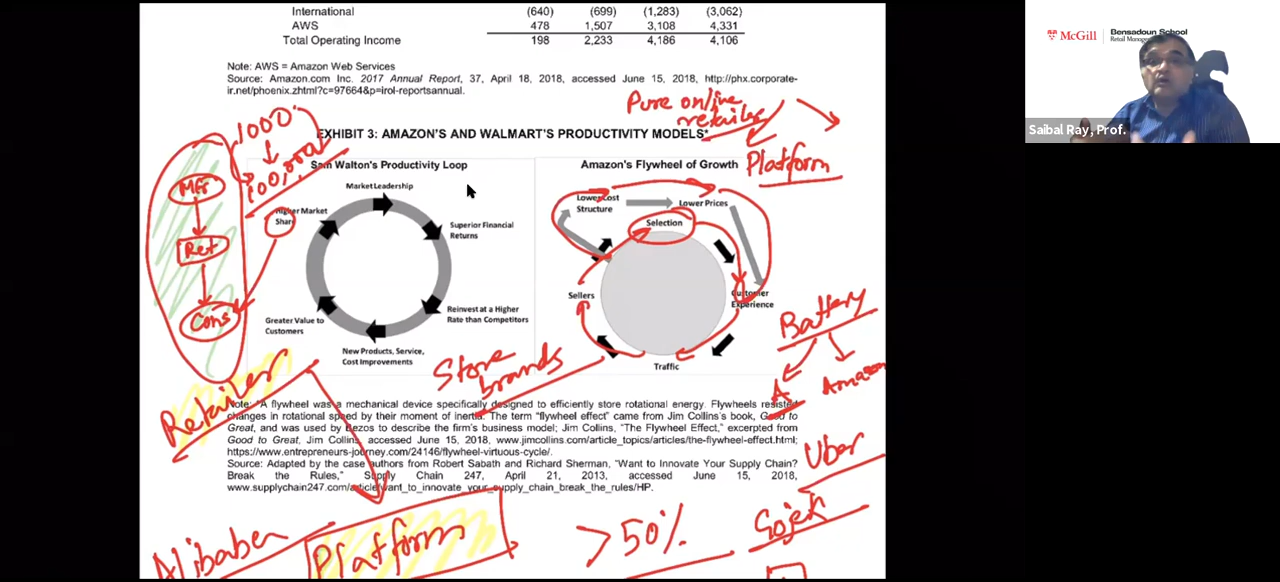 International (640) (699) (1,283) (3,062)
AWS 478 1,507 3,108 4,331
Total Operating Income 198 2,233 4,186 4,106
Note: AWS = Amazon Web Services
Source: Amazon.com Inc. 2017 Annual Report, 37, April 18, 2018, accessed June 15, 2018, http://phx.corporate-
ir.net/phoenix.zhtml?c=97664&p=irol-reportsannual.
Pure online
retailer
1000
EXHIBIT 3: AMAZON'S AND WALMART'S PRODUCTIVITY MODELS*
100,000
Platform
Sam Walton's Productivity Loop
Market Leadership
Superior Financial
Returns
Reinvest at a Higher
Rate than Competitors
New Products, Service,
Cost Improvements
Greater Value to
Customers
Higher Market
Share
Mfr
Ret
Cons
Amazon's Flywheel of Growth
Lower Cost
Structure
Lower Prices
Selection
Customer
Experience
Traffic
Sellers
Battery
A
Amazon
Store
brands
Retailer
Note: *A flywheel was a mechanical device specifically designed to efficiently store rotational energy. Flywheels resisted
changes in rotational speed by their moment of inertia. The term "flywheel effect" came from Jim Collins's book, Good to
Great, and was used by Bezos to describe the firm's business model; Jim Collins, "The Flywheel Effect," excerpted from
Good to Great, Jim Collins, accessed June 15, 2018, www.jimcollins.com/article_topics/articles/the-flywheel-effect.html;
https://www.entrepreneurs-journey.com/24146/flywheel-virtuous-cycle/.
Source: Adapted by the case authors from Robert Sabath and Richard Sherman, "Want to Innovate Your Supply Chain?
Break the Rules," Supply Chain 247, April 21, 2013, accessed June 15, 2018,
www.supplychain247.com/article/want_to_innovate_your_supply_chain_break_the_rules/HP.
Uber
Gojek
Alibaba
Platform
>50%
McGill
Bensadoun School
Saibal Ray, Prof.